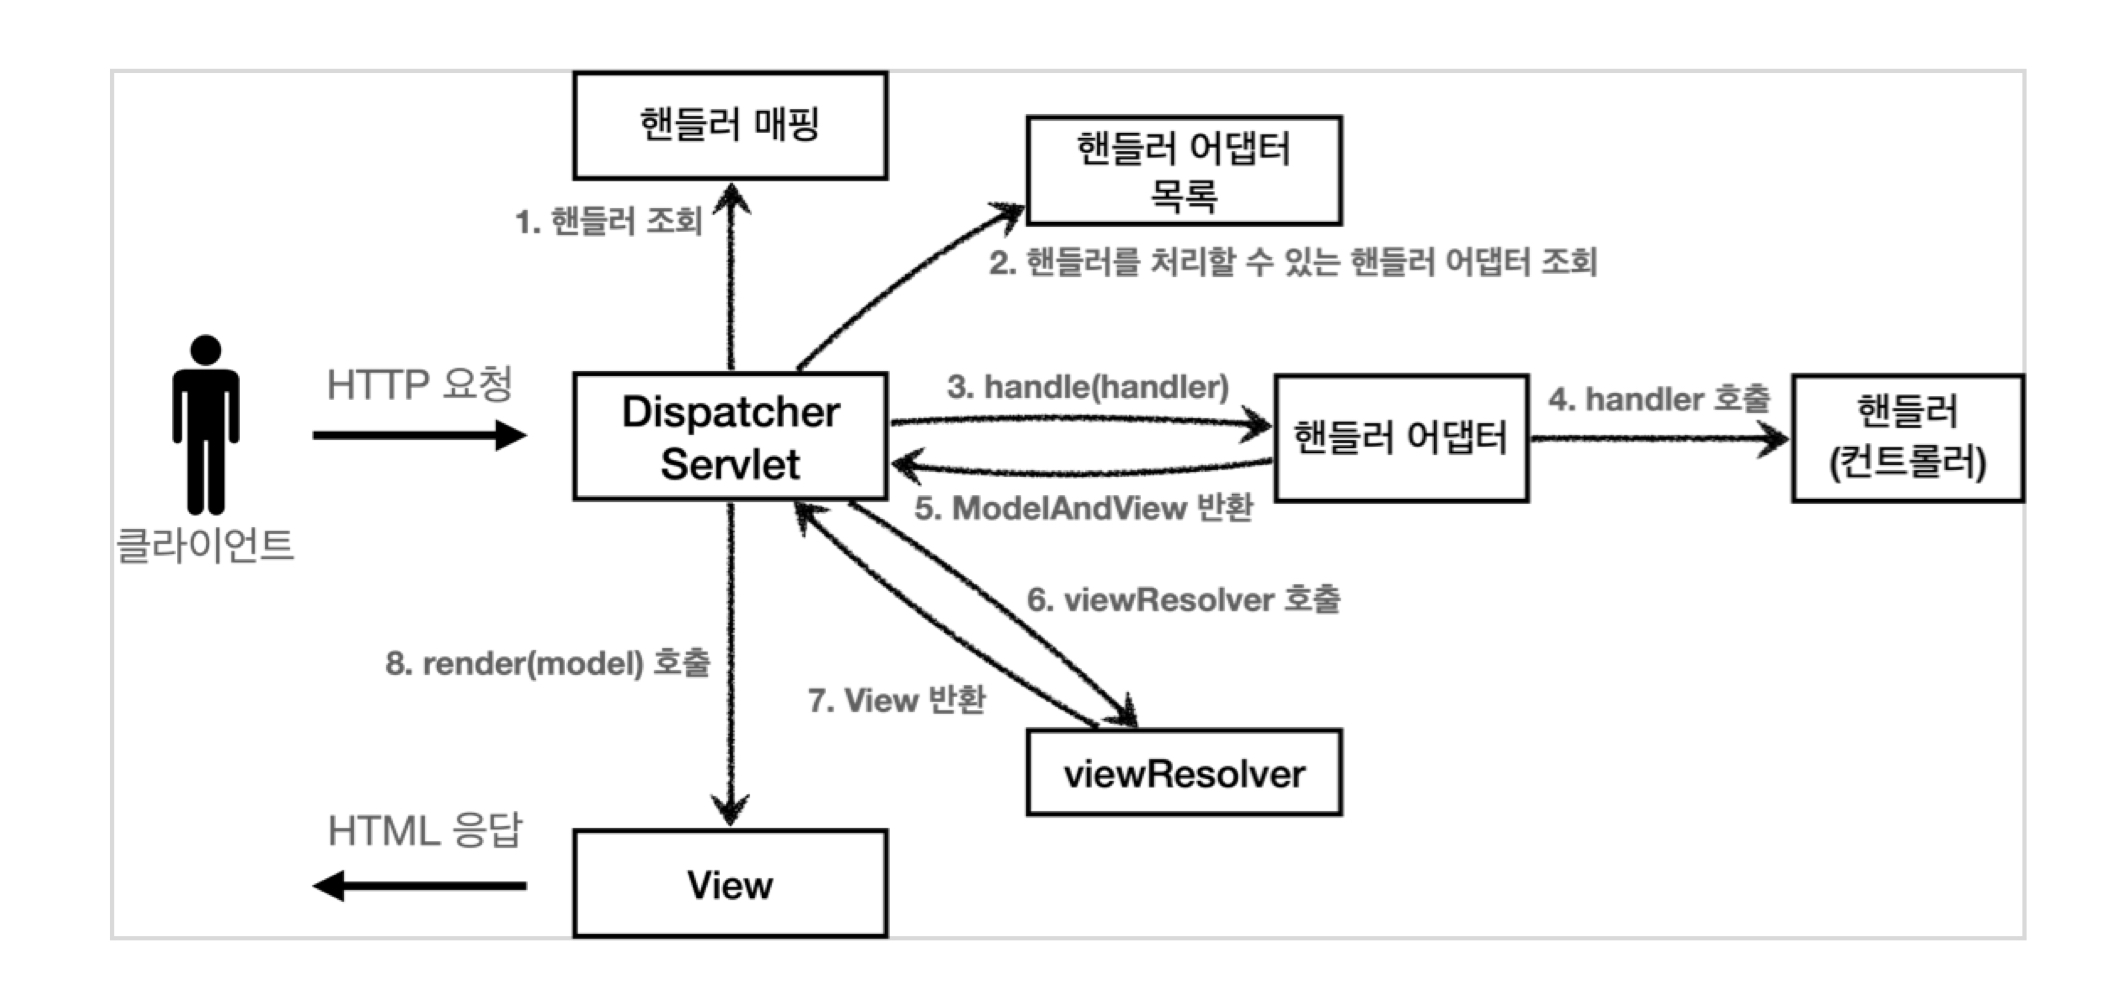 핸들러 매핑
핸들러 어댑터
목록
1. 핸들러 조회
2. 핸들러를 처리할 수 있는 핸들러 어댑터 조회
HTTP 요청
Dispatcher
Servlet
3. handle(handler)
핸들러 어댑터
4. handler 호출
핸들러
(컨트롤러)
5. ModelAndView 반환
클라이언트
6. viewResolver 호출
8. render(model) 호출
7. View 반환
viewResolver
HTML 응답
View